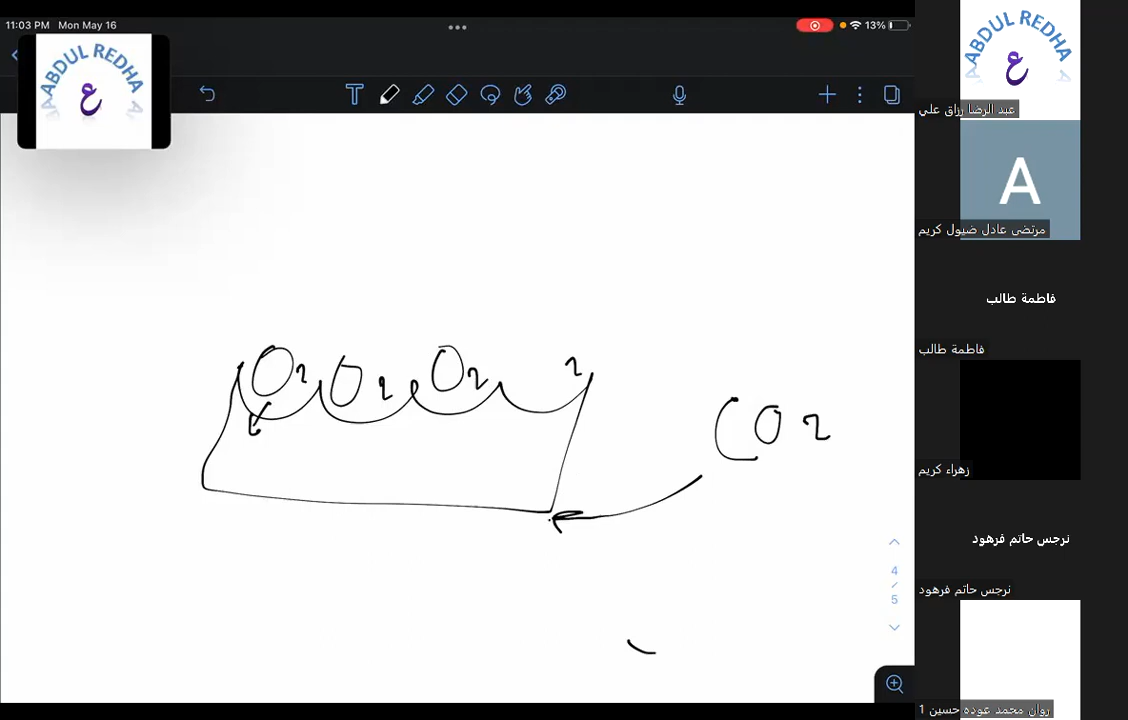 11:03 PM Mon May 16
13%
ABDUL REDHA
ع
T
O2 O2 O2 2
CO2
4
/
5
ABDUL REDHA
ع
عبد الرضا رزاق علي
A
مرتضى عادل ضيول كريم
فاطمة طالب
فاطمة طالب
زهراء كريم
نرجس حاتم فرهود
نرجس حاتم فرهود
روان محمد عوده حسين 1